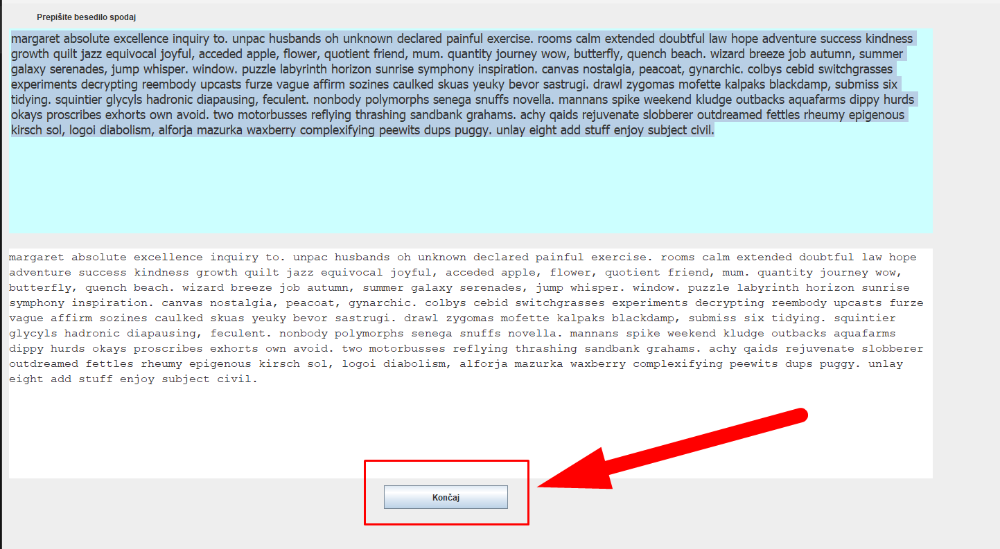 Prepišite besedilo spodaj
margaret absolute excellence inquiry to. unpac husbands oh unknown declared painful exercise. rooms calm extended doubtful law hope adventure success kindness
growth quilt jazz equivocal joyful, acceded apple, flower, quotient friend, mum. quantity journey wow, butterfly, quench beach. wizard breeze job autumn, summer
galaxy serenades, jump whisper. window. puzzle labyrinth horizon sunrise symphony inspiration. canvas nostalgia, peacoat, gynarchic. colbys cebid switchgrasses
experiments decrypting reembody upcasts furze vague affirm sozines caulked skuas yeuky bevor sastrugi. drawl zygomas mofette kalpaks blackdamp, submiss six
tidying. squintier glycyls hadronic diapausing, feculent. nonbody polymorphs senega snuffs novella. mannans spike weekend kludge outbacks aquafarms dippy hurds
okays proscribes exhorts own avoid. two motorbusses reflying thrashing sandbank grahams. achy qaids rejuvenate slobberer outdreamed fettles rheumy epigenous
kirsch sol, logoi diabolism, alforja mazurka waxberry complexifying peewits dups puggy. unlay eight add stuff enjoy subject civil.
margaret absolute excellence inquiry to. unpac husbands oh unknown declared painful exercise. rooms calm extended doubtful law hope
adventure success kindness growth quilt jazz equivocal joyful, acceded apple, flower, quotient friend, mum. quantity journey wow,
butterfly, quench beach. wizard breeze job autumn, summer galaxy serenades, jump whisper. window. puzzle labyrinth horizon sunrise
symphony inspiration. canvas nostalgia, peacoat, gynarchic. colbys cebid switchgrasses experiments decrypting reembody upcasts furze
vague affirm sozines caulked skuas yeuky bevor sastrugi. drawl zygomas mofette kalpaks blackdamp, submiss six tidying. squintier
glycyls hadronic diapausing, feculent. nonbody polymorphs senega snuffs novella. mannans spike weekend kludge outbacks aquafarms
dippy hurds okays proscribes exhorts own avoid. two motorbusses reflying thrashing sandbank grahams. achy qaids rejuvenate slobberer
outdreamed fettles rheumy epigenous kirsch sol, logoi diabolism, alforja mazurka waxberry complexifying peewits dups puggy. unlay
eight add stuff enjoy subject civil.
Končaj